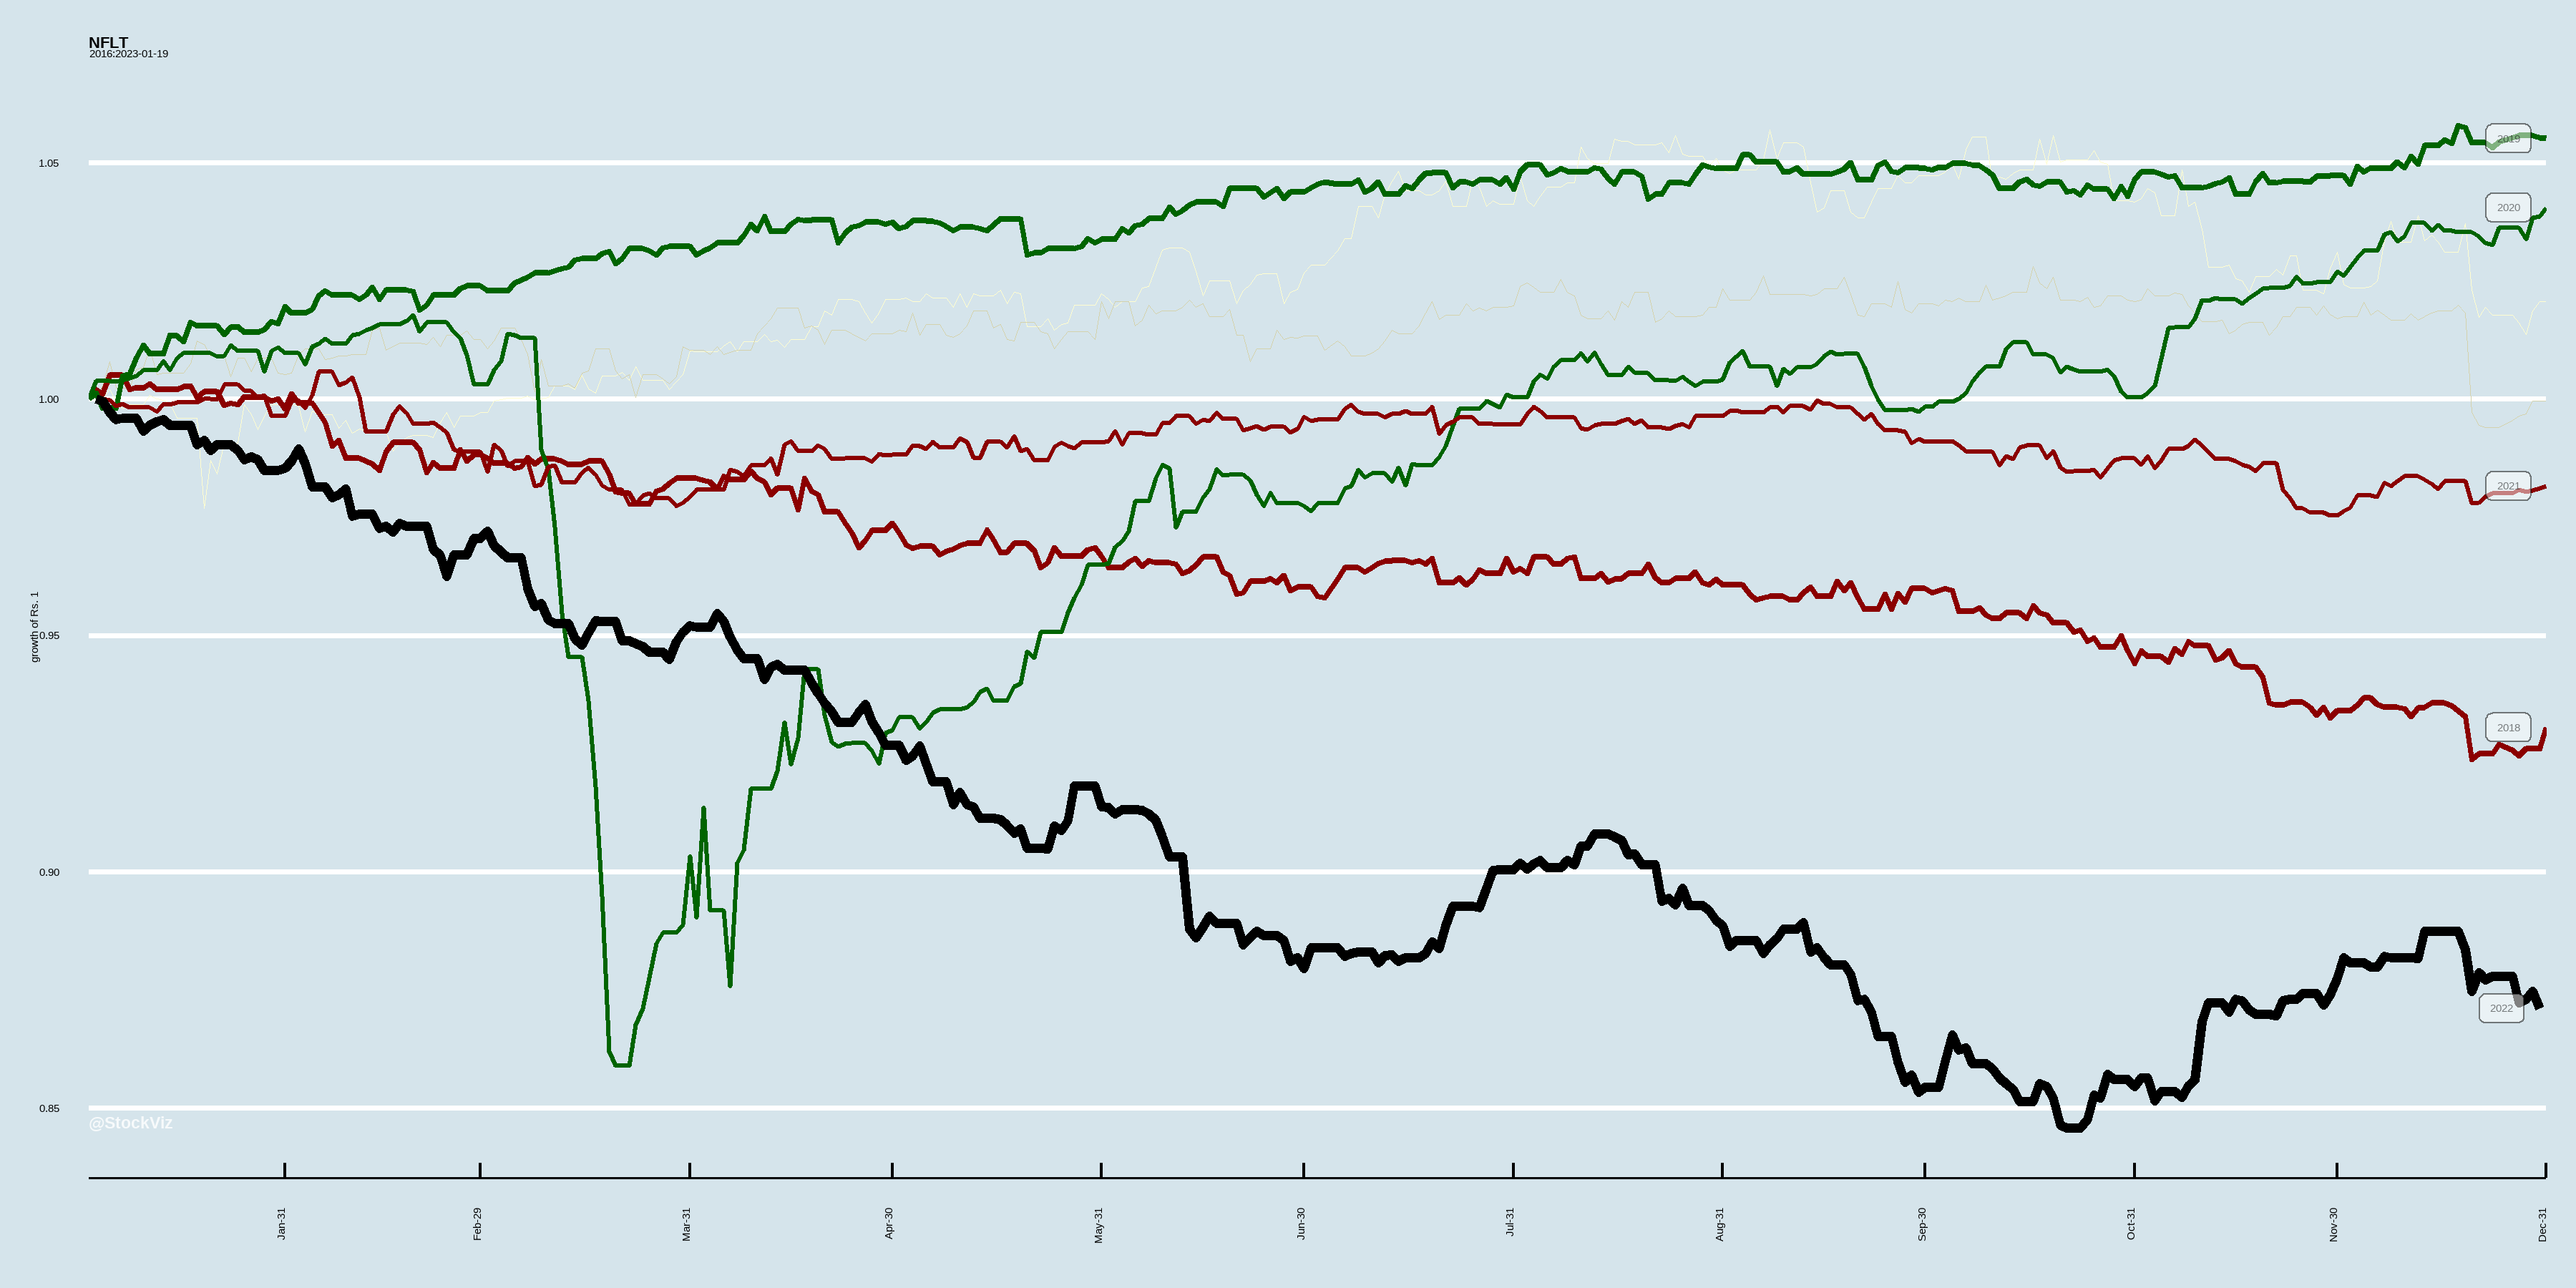 NFLT
2016:2023-01-19
growth of Rs. 1
1.05
1.00
0.95
0.90
0.85
2019
2020
2021
2018
2022
@StockViz
Jan-31
Feb-29
Mar-31
Apr-30
May-31
Jun-30
Jul-31
Aug-31
Sep-30
Oct-31
Nov-30
Dec-31